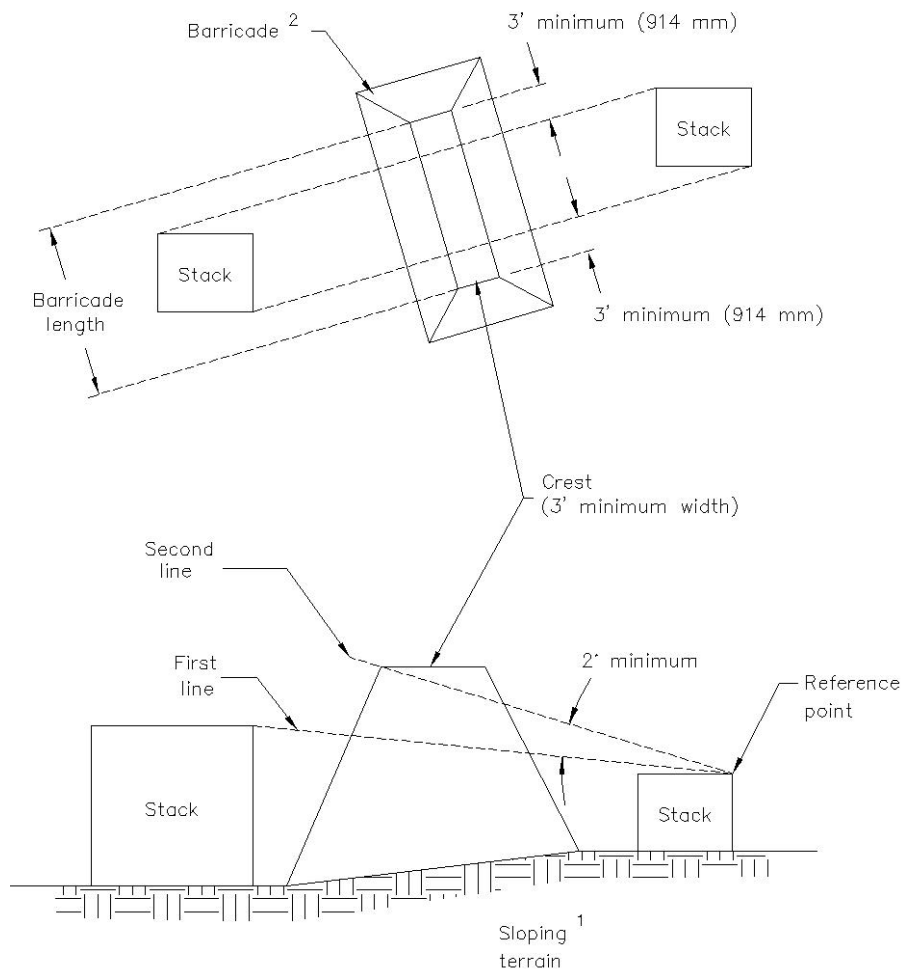 Barricade 2
3' minimum (914 mm)
Stack
Stack
Barricade
length
3' minimum (914 mm)
Crest
(3' minimum width)
Second
line
First
line
2° minimum
Reference
point
Stack
Stack
Sloping 1
terrain